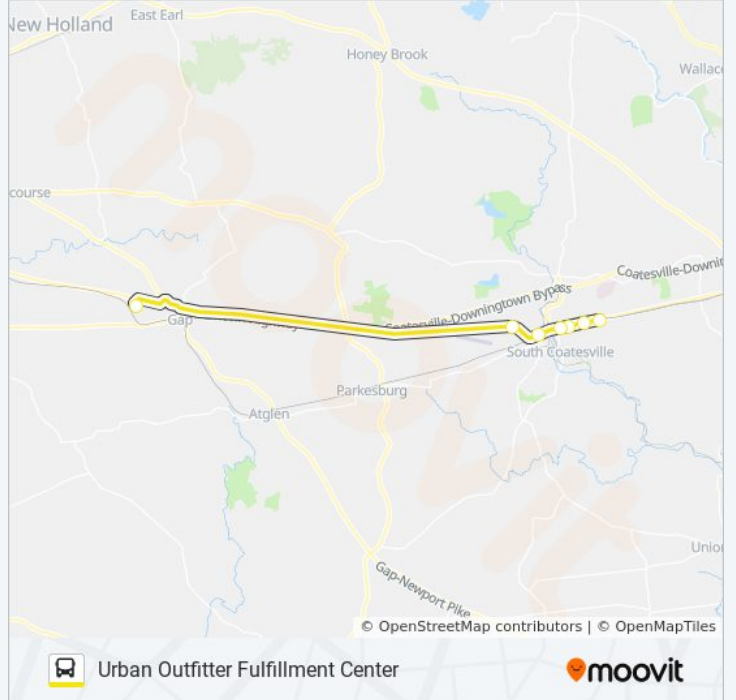 New Holland
East Earl
Honey Brook
Wallac
course
Coatesville-Downin
Coatesville-Downingtown Bypass
Gap
South Coatesville
Parkesburg
Atglen
Union
Gap-Newport Pike
© OpenStreetMap contributors | © OpenMapTiles
Urban Outfitter Fulfillment Center
moovit